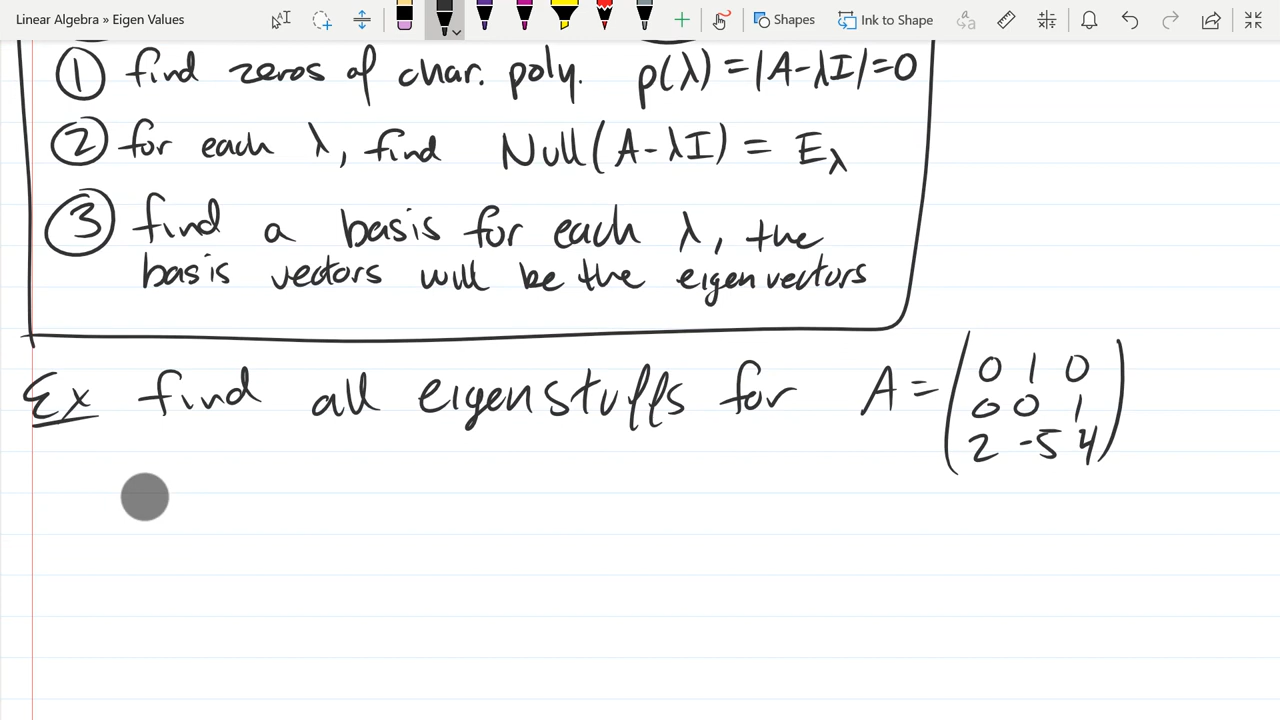 Linear Algebra » Eigen Values
Shapes
Ink to Shape
① find zeros of char. poly. p(λ) = |A-λI| = 0
② for each λ, find Null(A-λI) = Eλ
③ find a basis for each λ, the
basis vectors will be the eigenvectors
Ex find all eigenstuffs for A = (0 1 0
0 0 1
2 -5 4)